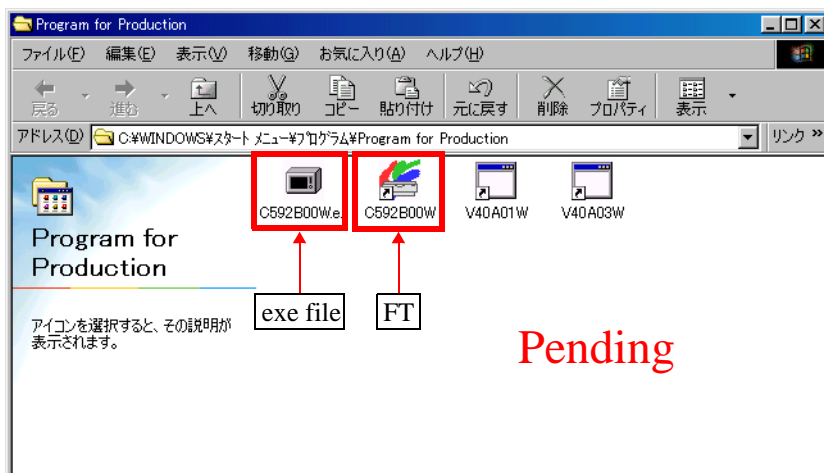 Program for Production
ファイル(F) 編集(E) 表示(V) 移動(G) お気に入り(A) ヘルプ(H)
戻る 進む 上へ 切り取り コピー 貼り付け 元に戻す 削除 プロパティ 表示
アドレス(D) C:¥WINDOWS¥スタート メニュー¥プログラム¥Program for Production リンク »
C592B00W.e. C592B00W V40A01W V40A03W
Program for
Production
exe file FT
アイコンを選択すると、その説明が
表示されます。
Pending